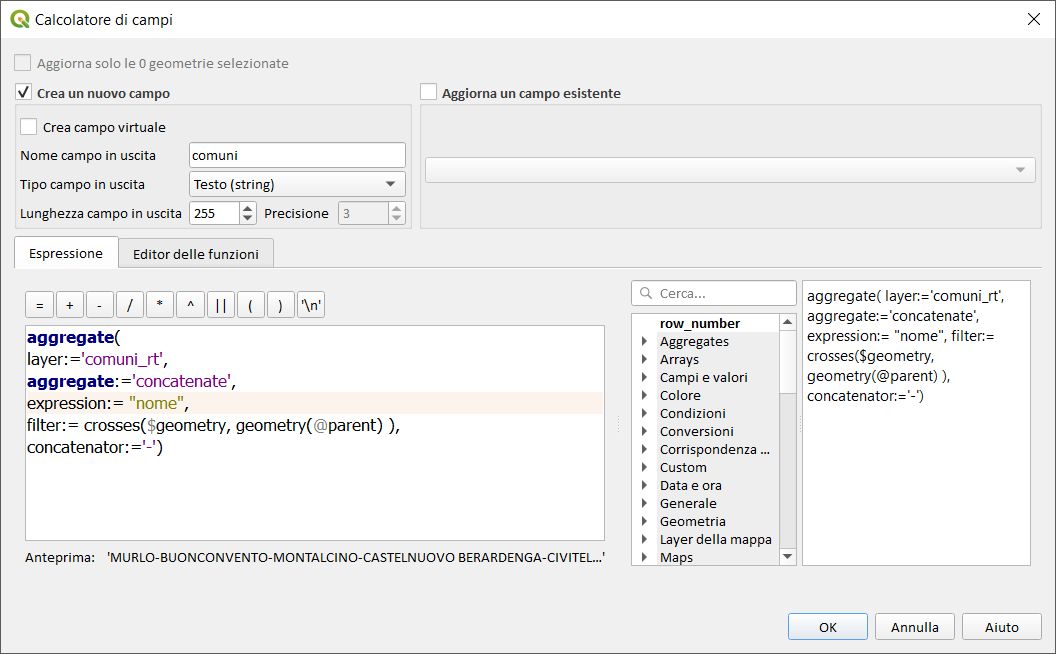 Calcolatore di campi
Aggiorna solo le 0 geometrie selezionate
Crea un nuovo campo
Aggiorna un campo esistente
Crea campo virtuale
Nome campo in uscita
comuni
Tipo campo in uscita
Testo (string)
Lunghezza campo in uscita
255
Precisione
3
Espressione
Editor delle funzioni
= + - / * ^ || ( ) '\n'
aggregate(
layer:='comuni_rt',
aggregate:='concatenate',
expression:= "nome",
filter:= crosses($geometry, geometry(@parent) ),
concatenator:='-')
Anteprima: 'MURLO-BUONCONVENTO-MONTALCINO-CASTELNUOVO BERARDENGA-CIVITEL...'
Cerca...
row_number
Aggregates
Arrays
Campi e valori
Colore
Condizioni
Conversioni
Corrispondenza ...
Custom
Data e ora
Generale
Geometria
Layer della mappa
Maps
aggregate( layer:='comuni_rt',
aggregate:='concatenate',
expression:= "nome", filter:=
crosses($geometry,
geometry(@parent) ),
concatenator:='-')
OK
Annulla
Aiuto